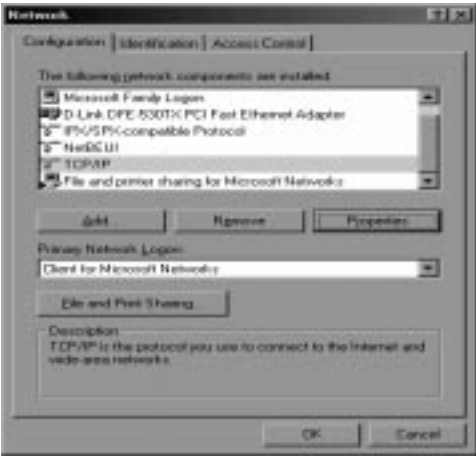 Network
Configuration Identification Access Control
The following network components are installed:
Microsoft Family Logon
D-Link DFE-530TX PCI Fast Ethernet Adapter
IPX/SPX-compatible Protocol
NetBEUI
TCP/IP
File and printer sharing for Microsoft Networks
Add... Remove Properties
Primary Network Logon:
Client for Microsoft Networks
File and Print Sharing...
Description
TCP/IP is the protocol you use to connect to the Internet and
wide-area networks.
OK Cancel